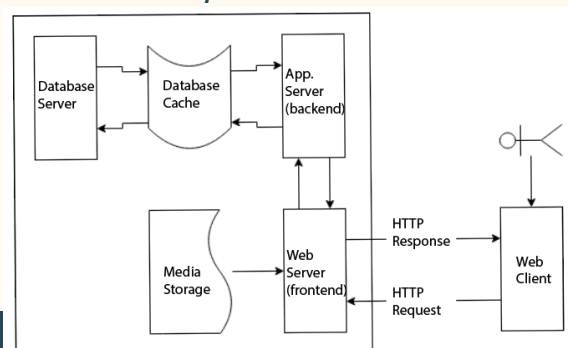 Database
Server
Database
Cache
App.
Server
(backend)
Media
Storage
Web
Server
(frontend)
HTTP
Response
HTTP
Request
Web
Client